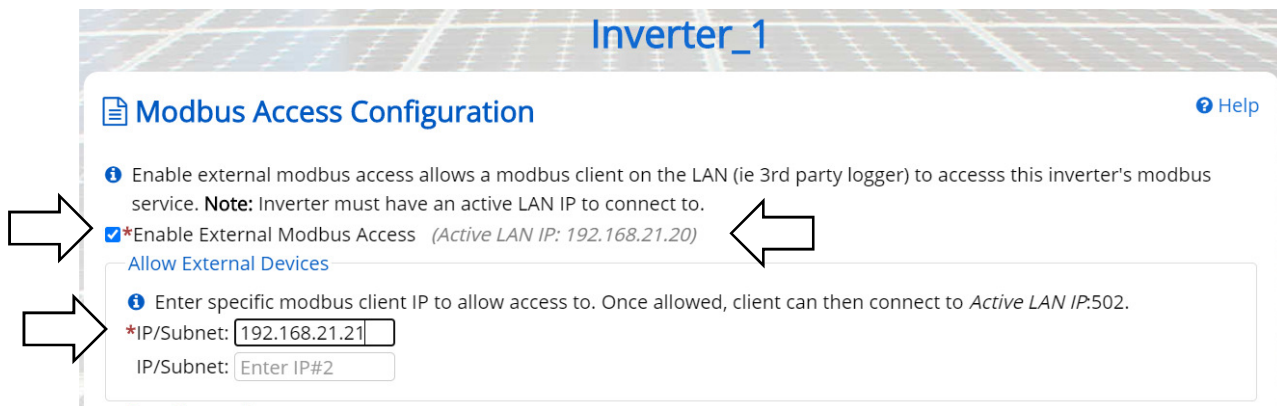 Inverter_1
Modbus Access Configuration
Help
Enable external modbus access allows a modbus client on the LAN (ie 3rd party logger) to accesss this inverter's modbus
service. Note: Inverter must have an active LAN IP to connect to.
*Enable External Modbus Access (Active LAN IP: 192.168.21.20)
Allow External Devices
Enter specific modbus client IP to allow access to. Once allowed, client can then connect to Active LAN IP:502.
*IP/Subnet: 192.168.21.21
IP/Subnet: Enter IP#2